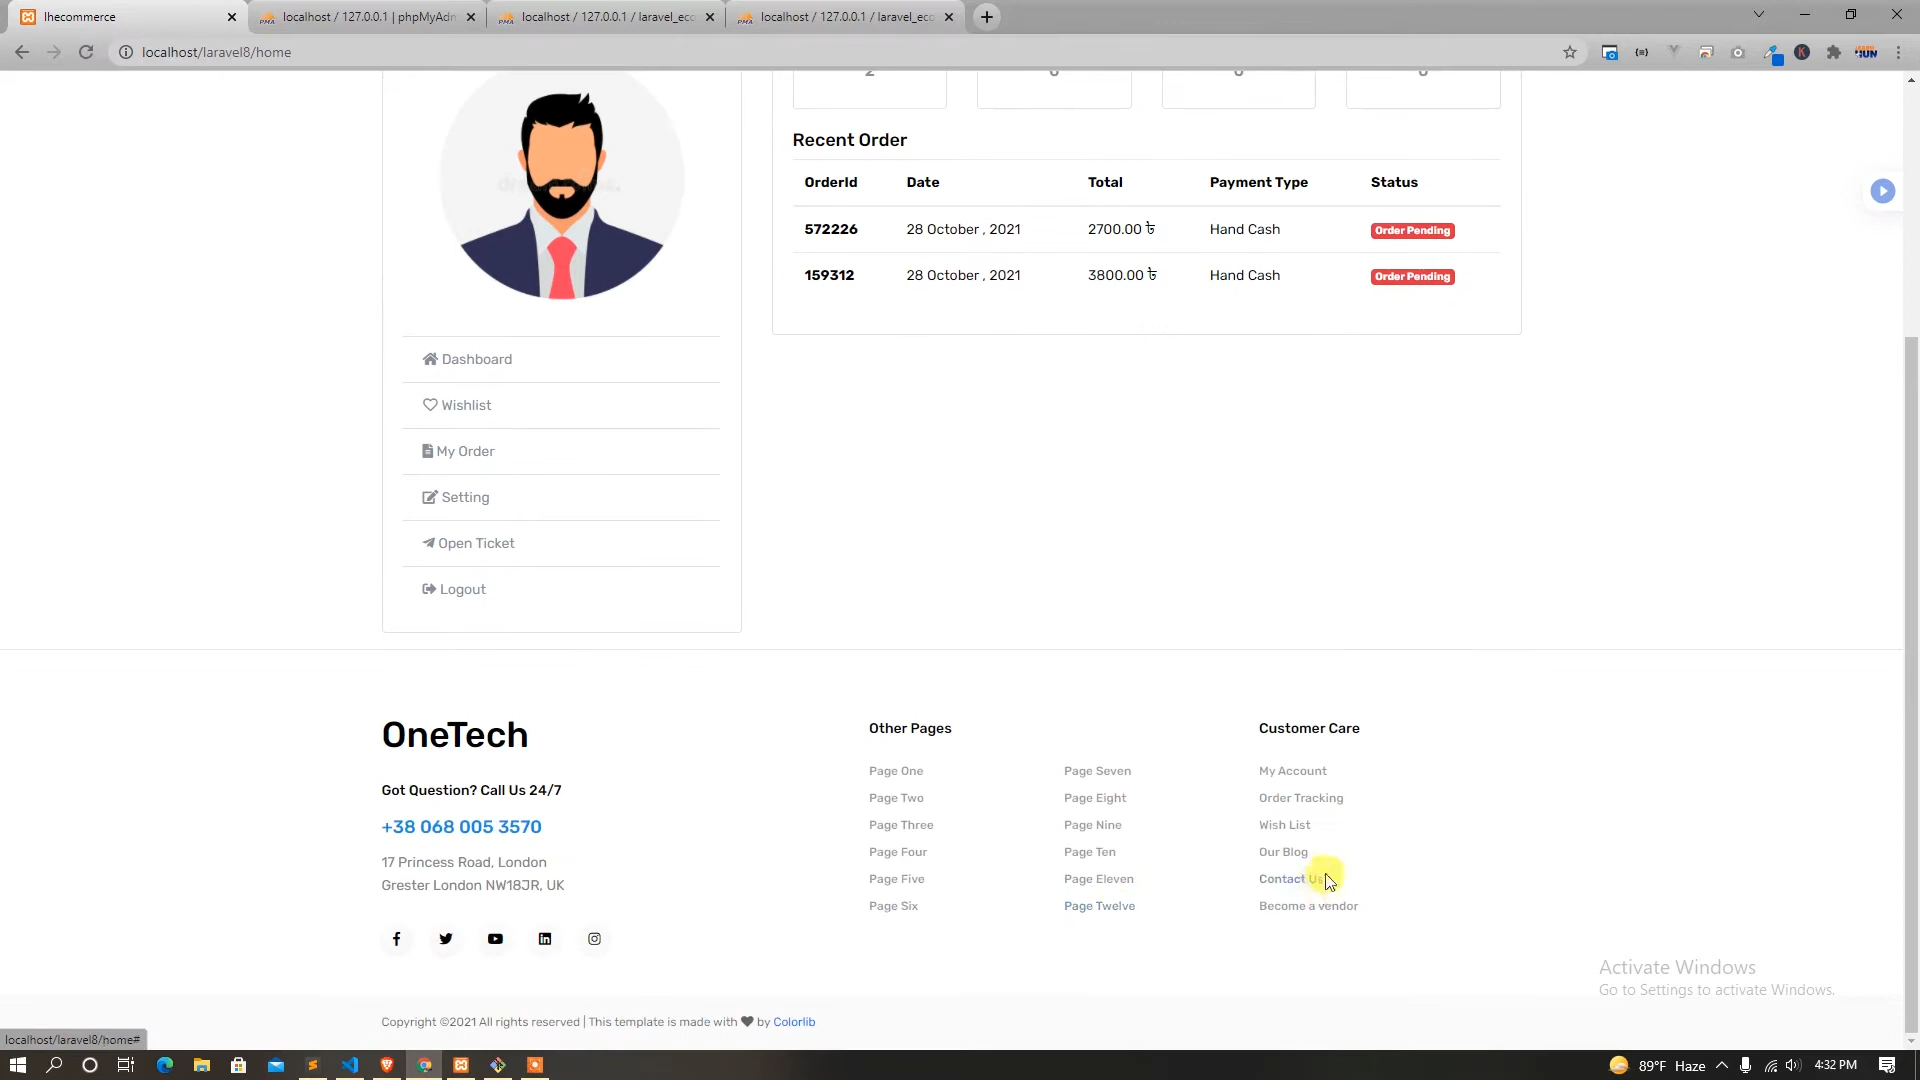 lhecommerce
localhost / 127.0.0.1 | phpMyAdm
localhost / 127.0.0.1 / laravel_eco
localhost / 127.0.0.1 / laravel_eco
localhost/laravel8/home
Recent Order
OrderId Date Total Payment Type Status
572226 28 October , 2021 2700.00 ৳ Hand Cash Order Pending
159312 28 October , 2021 3800.00 ৳ Hand Cash Order Pending
Dashboard
Wishlist
My Order
Setting
Open Ticket
Logout
OneTech
Got Question? Call Us 24/7
+38 068 005 3570
17 Princess Road, London
Grester London NW18JR, UK
Other Pages
Page One
Page Two
Page Three
Page Four
Page Five
Page Six
Page Seven
Page Eight
Page Nine
Page Ten
Page Eleven
Page Twelve
Customer Care
My Account
Order Tracking
Wish List
Our Blog
Contact Us
Become a Vendor
Activate Windows
Go to Settings to activate Windows.
Copyright ©2021 All rights reserved | This template is made with by Colorlib
localhost/laravel8/home#
89°F Haze 4:32 PM